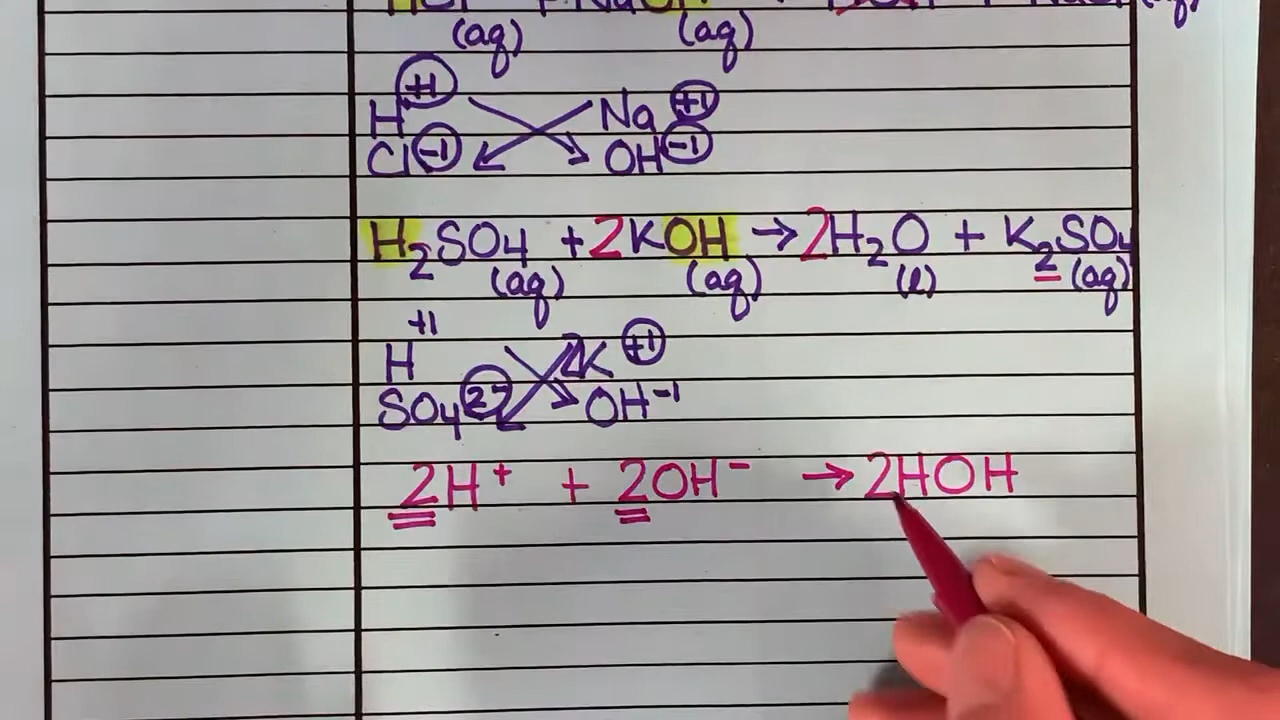 (aq) (aq) (aq)
H +1 Na +1
Cl -1 OH -1
H₂SO₄ + 2KOH → 2H₂O + K₂SO₄
(aq) (aq) (l) (aq)
H +1 K +1
SO₄ 2- OH -1
2H⁺ + 2OH⁻ → 2HOH